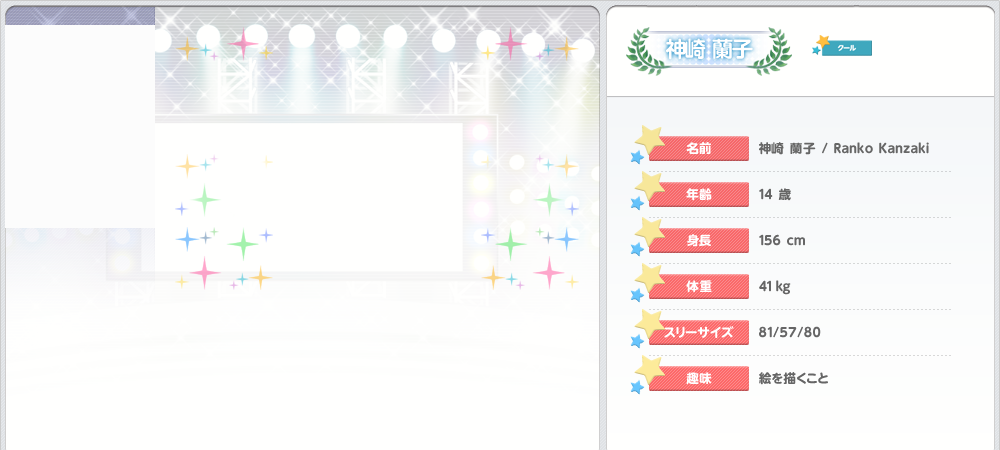 神崎 蘭子
クール
名前 神崎 蘭子 / Ranko Kanzaki
年齢 14 歳
身長 156 cm
体重 41 kg
スリーサイズ 81/57/80
趣味 絵を描くこと